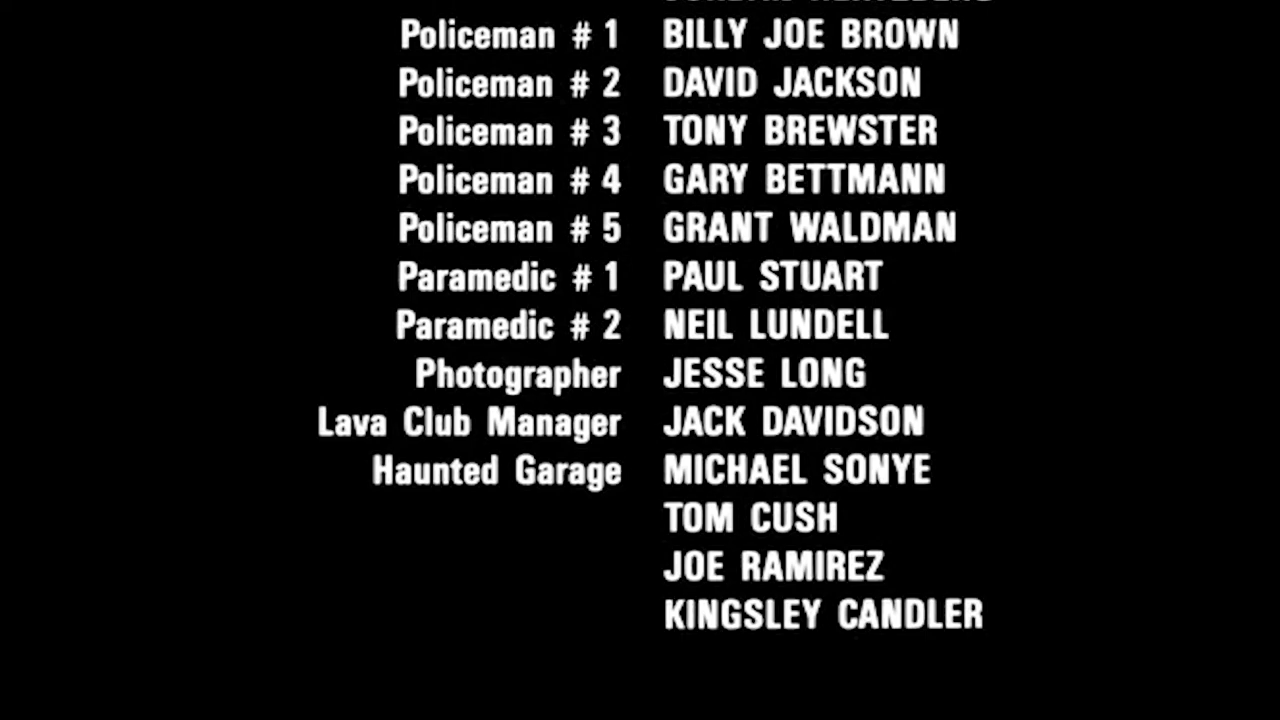 Policeman # 1 BILLY JOE BROWN
Policeman # 2 DAVID JACKSON
Policeman # 3 TONY BREWSTER
Policeman # 4 GARY BETTMANN
Policeman # 5 GRANT WALDMAN
Paramedic # 1 PAUL STUART
Paramedic # 2 NEIL LUNDELL
Photographer JESSE LONG
Lava Club Manager JACK DAVIDSON
Haunted Garage MICHAEL SONYE
TOM CUSH
JOE RAMIREZ
KINGSLEY CANDLER